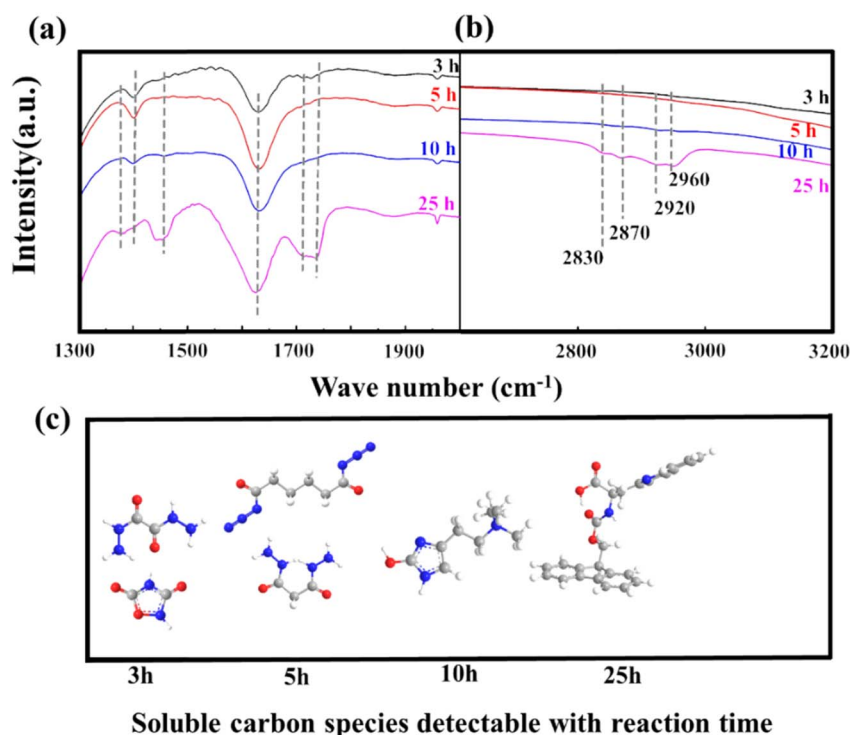 (a)
(b)
3 h
5 h
10 h
25 h
3 h
5 h
10 h
25 h
2960
2920
2870
2830
Intensity(a.u.)
1300 1500 1700 1900 2800 3000 3200
Wave number (cm-1)
(c)
3h 5h 10h 25h
Soluble carbon species detectable with reaction time